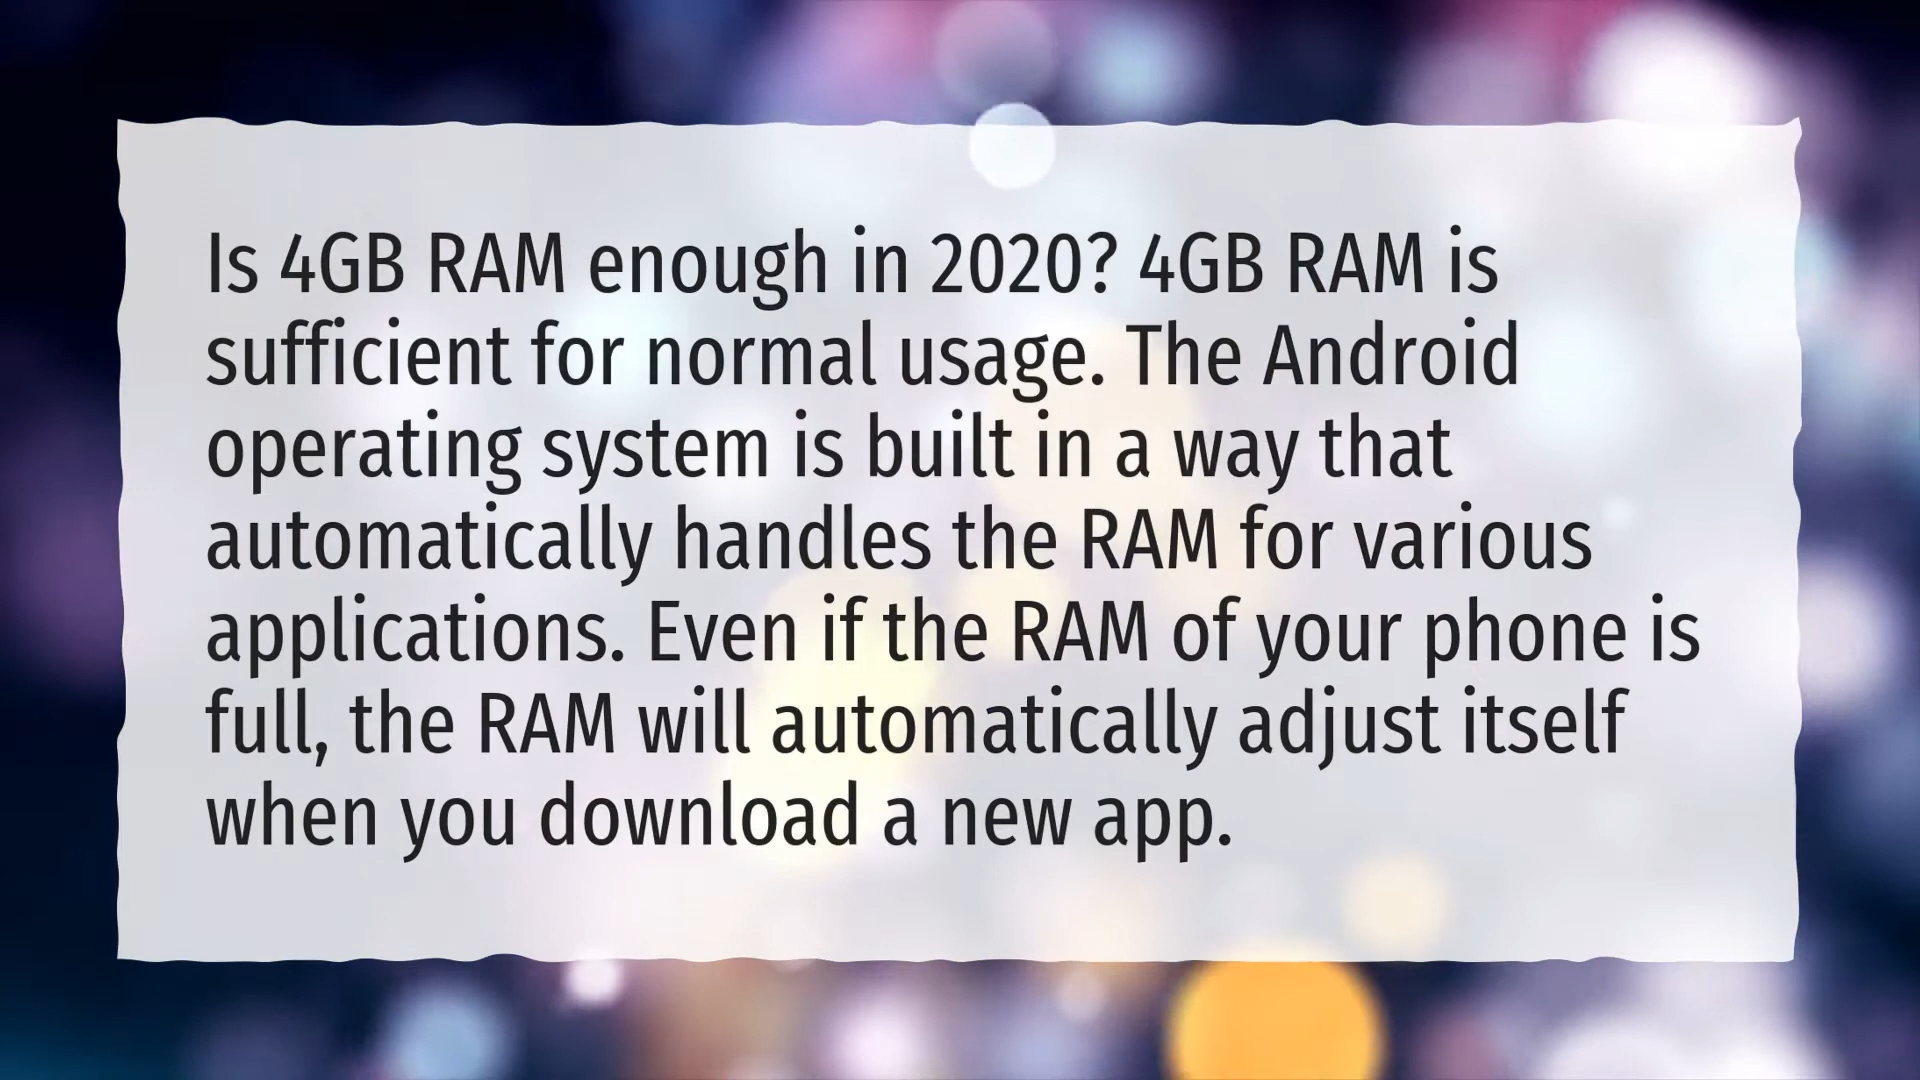 Is 4GB RAM enough in 2020? 4GB RAM is
sufficient for normal usage. The Android
operating system is built in a way that
automatically handles the RAM for various
applications. Even if the RAM of your phone is
full, the RAM will automatically adjust itself
when you download a new app.